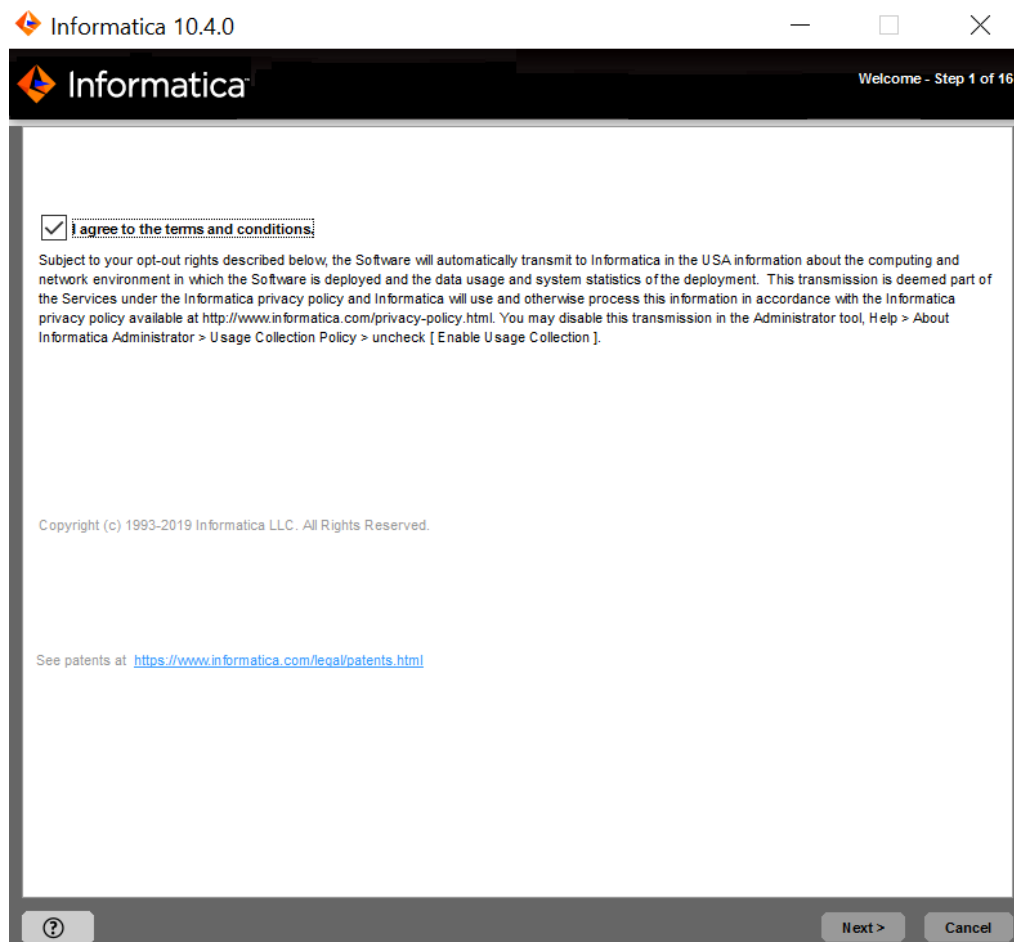 Informatica 10.4.0
Informatica
Welcome - Step 1 of 16
I agree to the terms and conditions.
Subject to your opt-out rights described below, the Software will automatically transmit to Informatica in the USA information about the computing and
network environment in which the Software is deployed and the data usage and system statistics of the deployment.  This transmission is deemed part of
the Services under the Informatica privacy policy and Informatica will use and otherwise process this information in accordance with the Informatica
privacy policy available at http://www.informatica.com/privacy-policy.html. You may disable this transmission in the Administrator tool, Help > About
Informatica Administrator > Usage Collection Policy > uncheck [ Enable Usage Collection ].
Copyright (c) 1993-2019 Informatica LLC. All Rights Reserved.
See patents at  https://www.informatica.com/legal/patents.html
?
Next >
Cancel